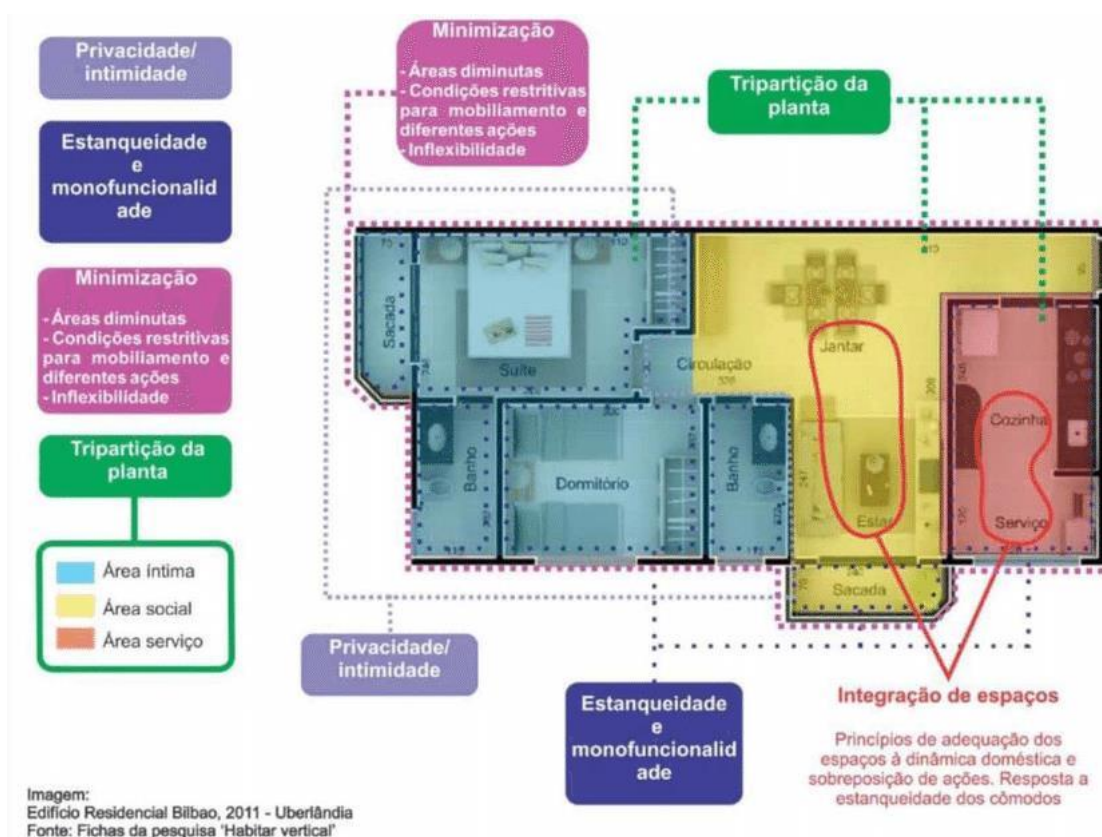 Privacidade/
intimidade
Estanqueidade
e
monofuncionalid
ade
Minimização
- Áreas diminutas
- Condições restritivas
para mobiliamento e
diferentes ações
- Inflexibilidade
Tripartição da
planta
Área íntima
Área social
Área serviço
Minimização
- Áreas diminutas
- Condições restritivas
para mobiliamento e
diferentes ações
- Inflexibilidade
Tripartição da
planta
Sacada
Suíte
Circulação
Jantar
Banho
Dormitório
Banho
Estar
Cozinha
Serviço
Sacada
Privacidade/
intimidade
Estanqueidade
e
monofuncionalid
ade
Integração de espaços
Princípios de adequação dos
espaços à dinâmica doméstica e
sobreposição de ações. Resposta a
estanqueidade dos cômodos
Imagem:
Edifício Residencial Bilbao, 2011 - Uberlândia
Fonte: Fichas da pesquisa 'Habitar vertical'